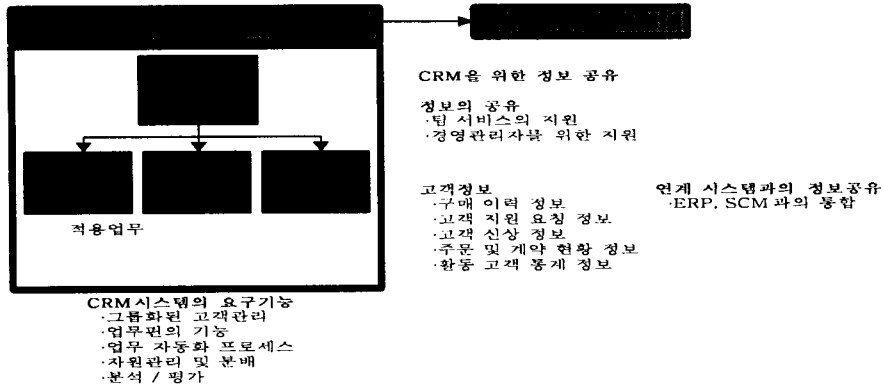 CRM을 위한 정보 공유
정보의 공유
·팀 서비스의 지원
·경영관리자를 위한 지원
고객정보
·구매 이력 정보
·고객 지원 요청 정보
·고객 신상 정보
·주문 및 계약 현황 정보
·활동 고객 통계 정보
연계 시스템과의 정보공유
·ERP, SCM과의 통합
적용업무
CRM시스템의 요구기능
·그룹화된 고객관리
·업무편의 기능
·업무 자동화 프로세스
·자원관리 및 분배
·분석 / 평가